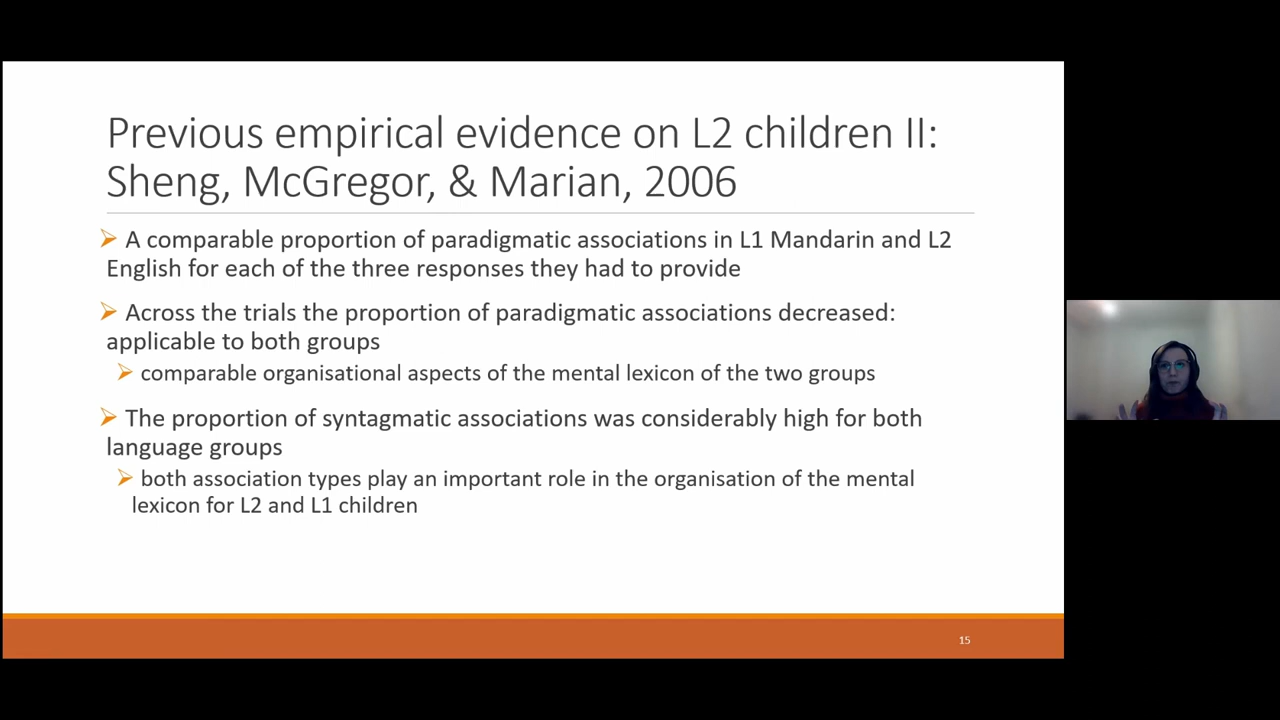 Previous empirical evidence on L2 children II:
Sheng, McGregor, & Marian, 2006
A comparable proportion of paradigmatic associations in L1 Mandarin and L2
English for each of the three responses they had to provide
Across the trials the proportion of paradigmatic associations decreased:
applicable to both groups
comparable organisational aspects of the mental lexicon of the two groups
The proportion of syntagmatic associations was considerably high for both
language groups
both association types play an important role in the organisation of the mental
lexicon for L2 and L1 children
15